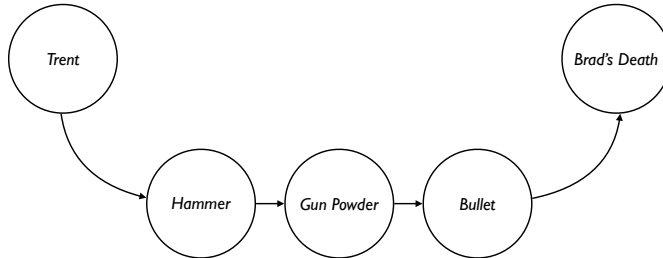 Trent
Brad’s Death
Hammer
Gun Powder
Bullet